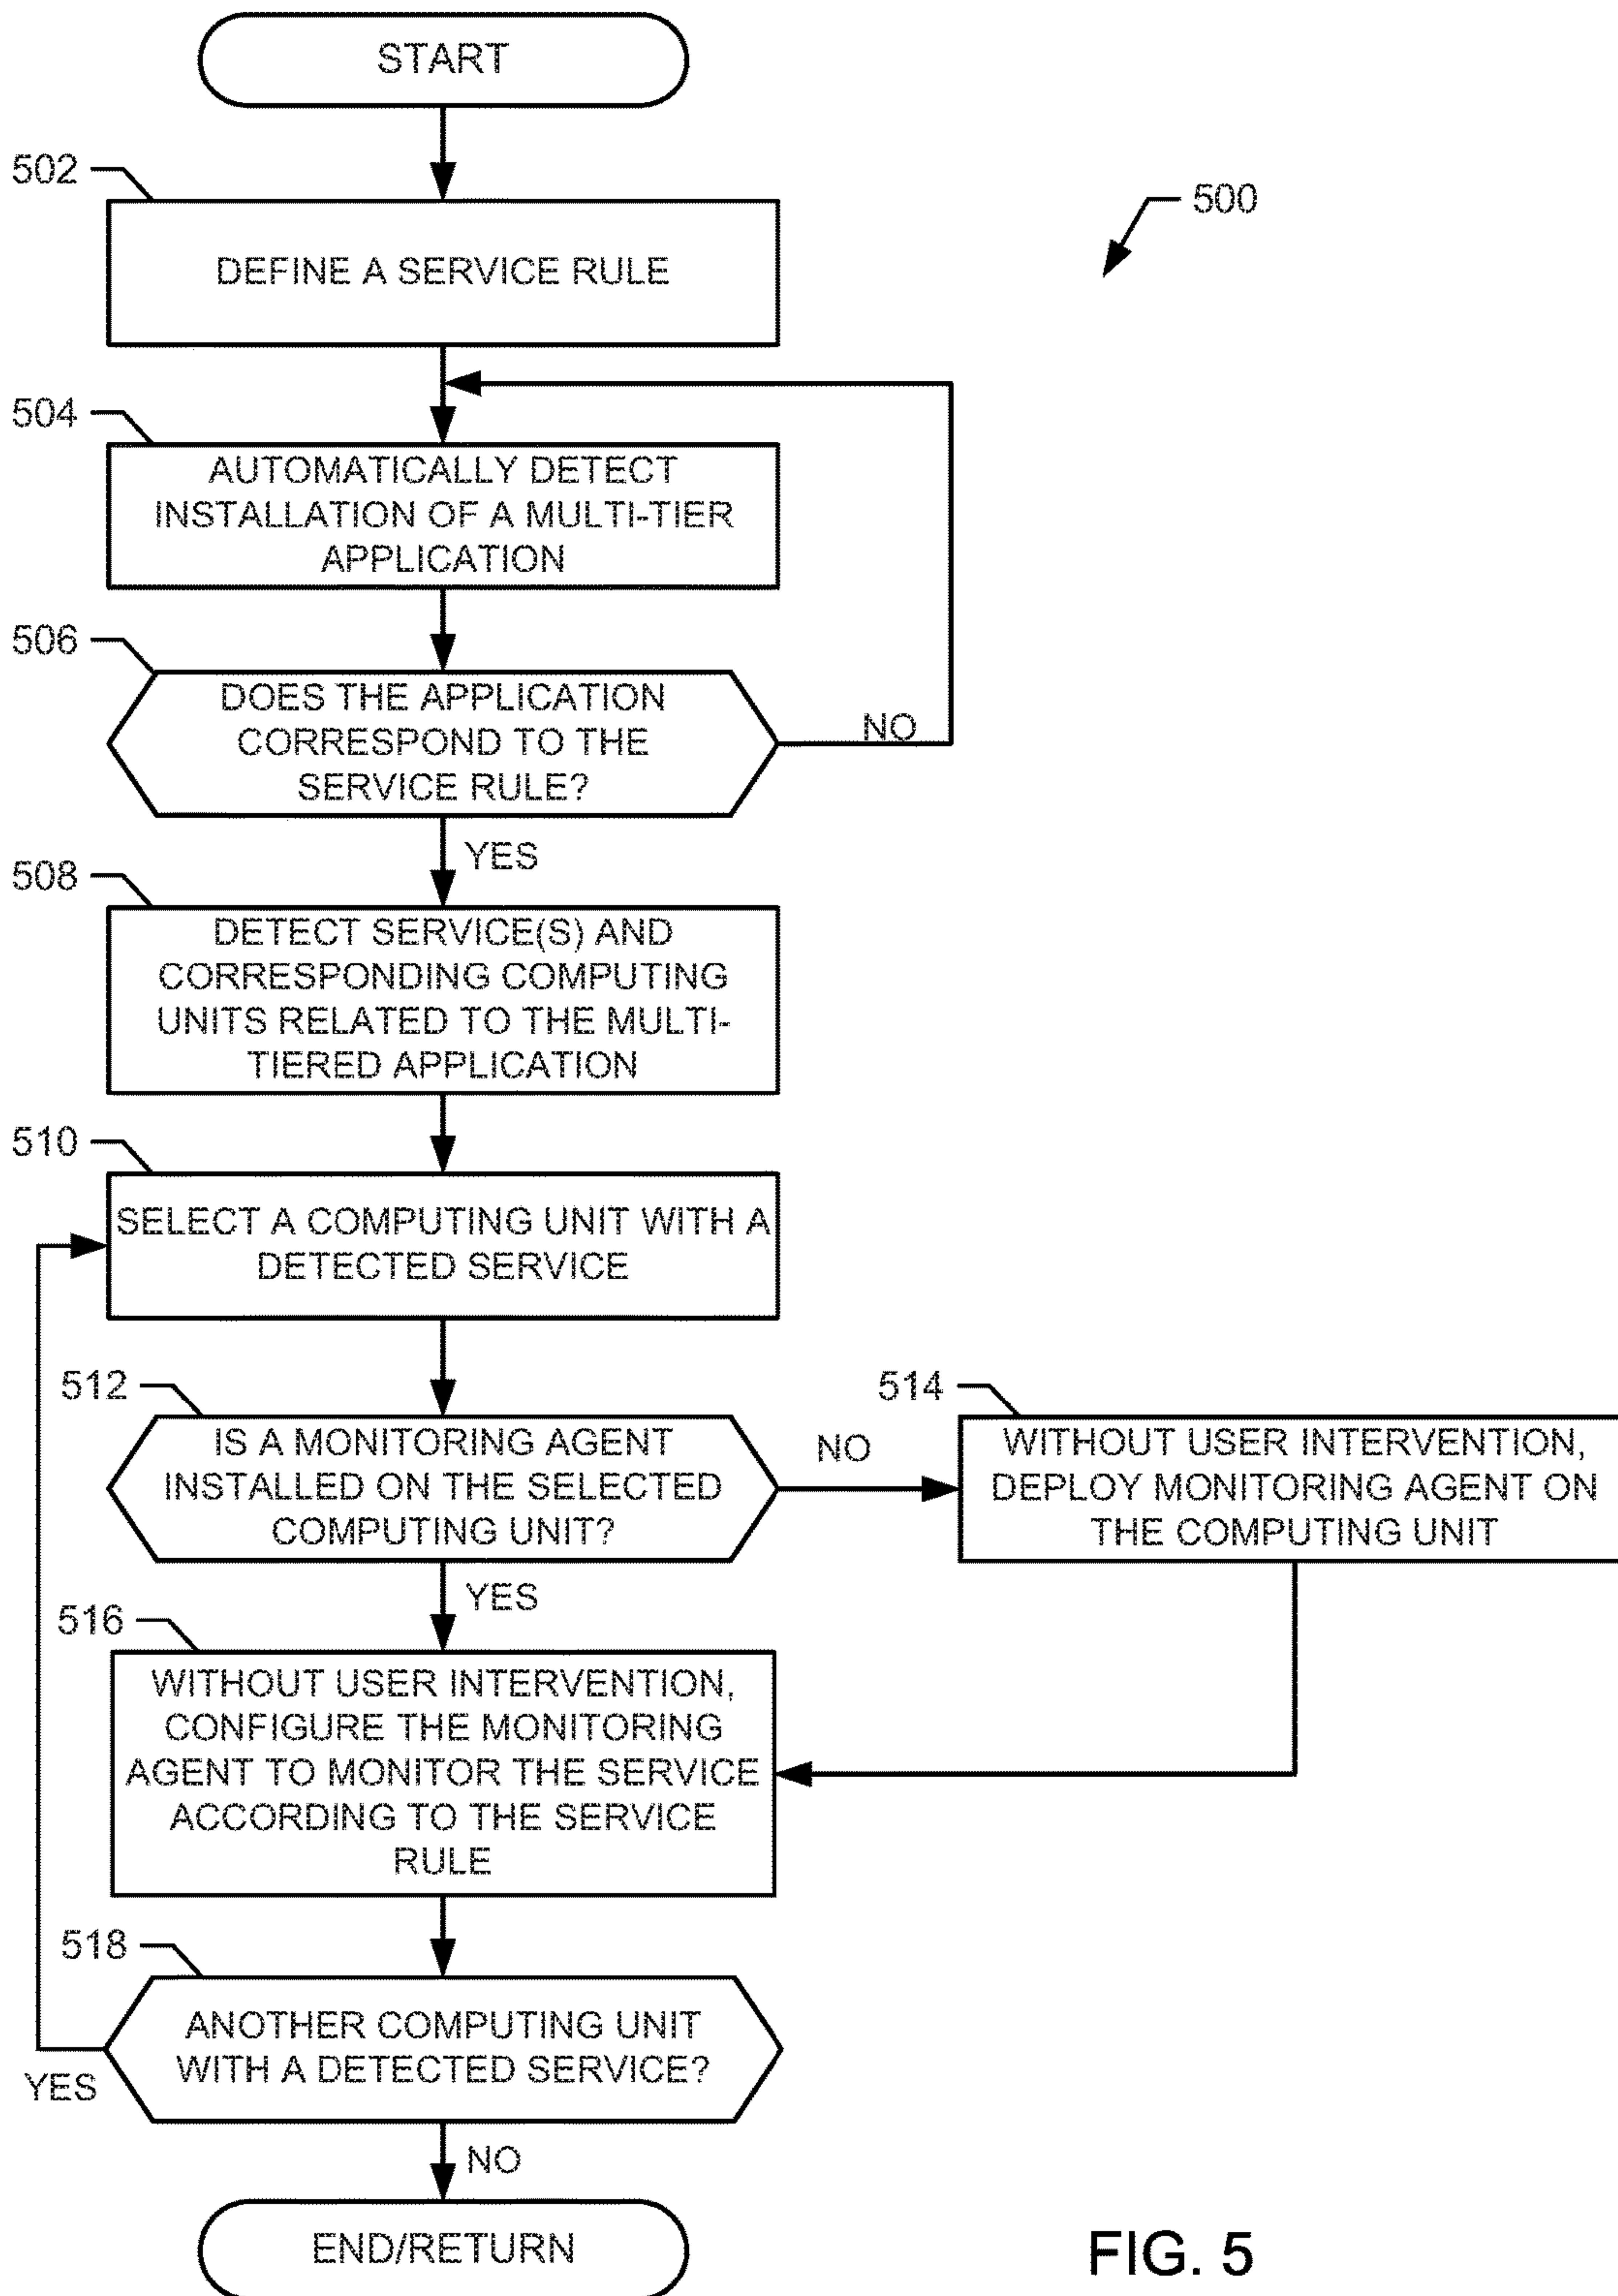 START
502
500
DEFINE A SERVICE RULE
504
AUTOMATICALLY DETECT
INSTALLATION OF A MULTI-TIER
APPLICATION
506
DOES THE APPLICATION
CORRESPOND TO THE
SERVICE RULE?
NO
YES
508
DETECT SERVICE(S) AND
CORRESPONDING COMPUTING
UNITS RELATED TO THE MULTI-
TIERED APPLICATION
510
SELECT A COMPUTING UNIT WITH A
DETECTED SERVICE
512
IS A MONITORING AGENT
INSTALLED ON THE SELECTED
COMPUTING UNIT?
NO
514
WITHOUT USER INTERVENTION,
DEPLOY MONITORING AGENT ON
THE COMPUTING UNIT
YES
516
WITHOUT USER INTERVENTION,
CONFIGURE THE MONITORING
AGENT TO MONITOR THE SERVICE
ACCORDING TO THE SERVICE
RULE
518
ANOTHER COMPUTING UNIT
WITH A DETECTED SERVICE?
YES
NO
END/RETURN
FIG. 5